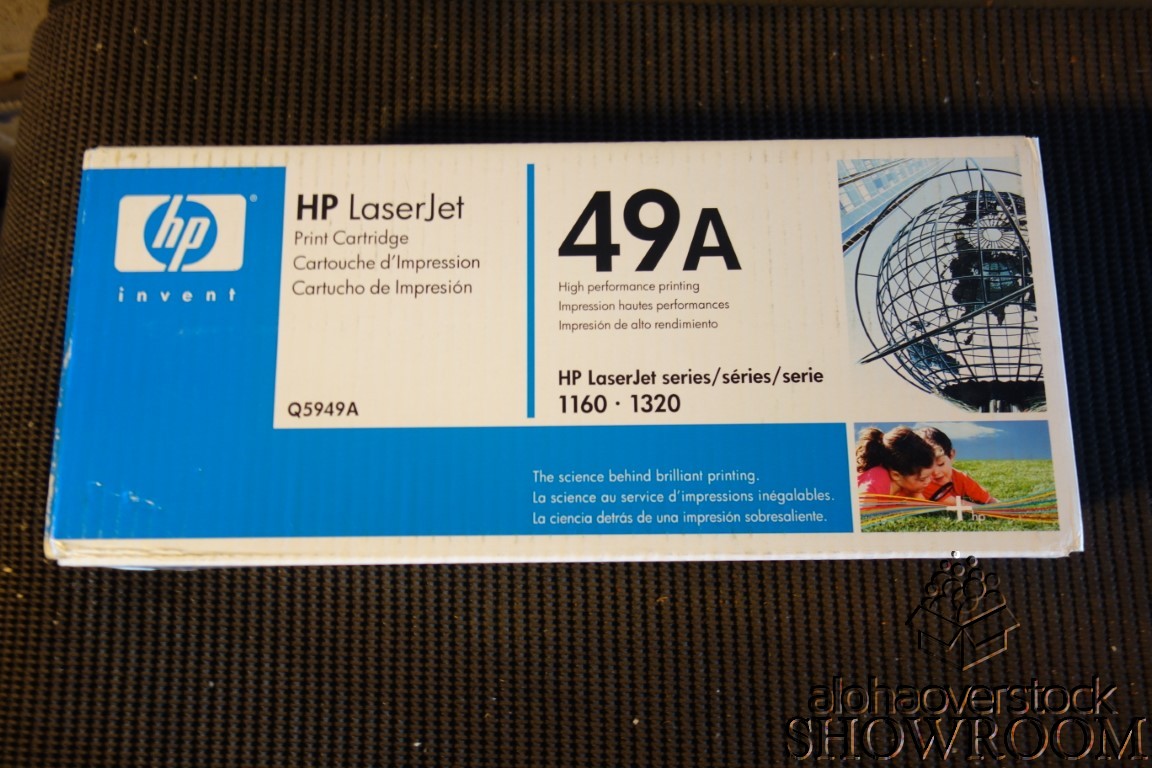 hp
®
invent
HP LaserJet
Print Cartridge
Cartouche d'Impression
Cartucho de Impresión
Q5949A
49A
High performance printing
Impression hautes performances
Impresión de alto rendimiento
HP LaserJet series/séries/serie
1160 · 1320
The science behind brilliant printing.
La science au service d'impressions inégalables.
La ciencia detrás de una impresión sobresaliente.
+ hp
alohaoverstock
SHOWROOM